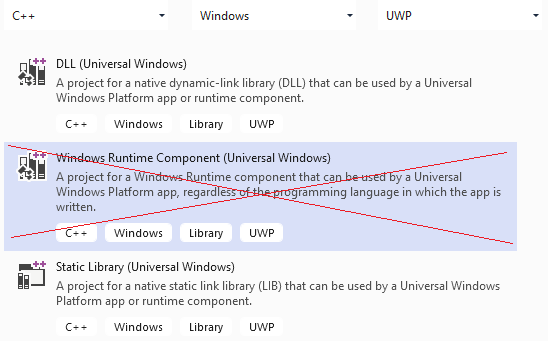 C++ Windows UWP
DLL (Universal Windows)
A project for a native dynamic-link library (DLL) that can be used by a Universal
Windows Platform app or runtime component.
C++ Windows Library UWP
Windows Runtime Component (Universal Windows)
A project for a Windows Runtime component that can be used by a Universal
Windows Platform app, regardless of the programming language in which the app is
written.
C++ Windows Library UWP
Static Library (Universal Windows)
A project for a native static link library (LIB) that can be used by a Universal Windows
Platform app or runtime component.
C++ Windows Library UWP